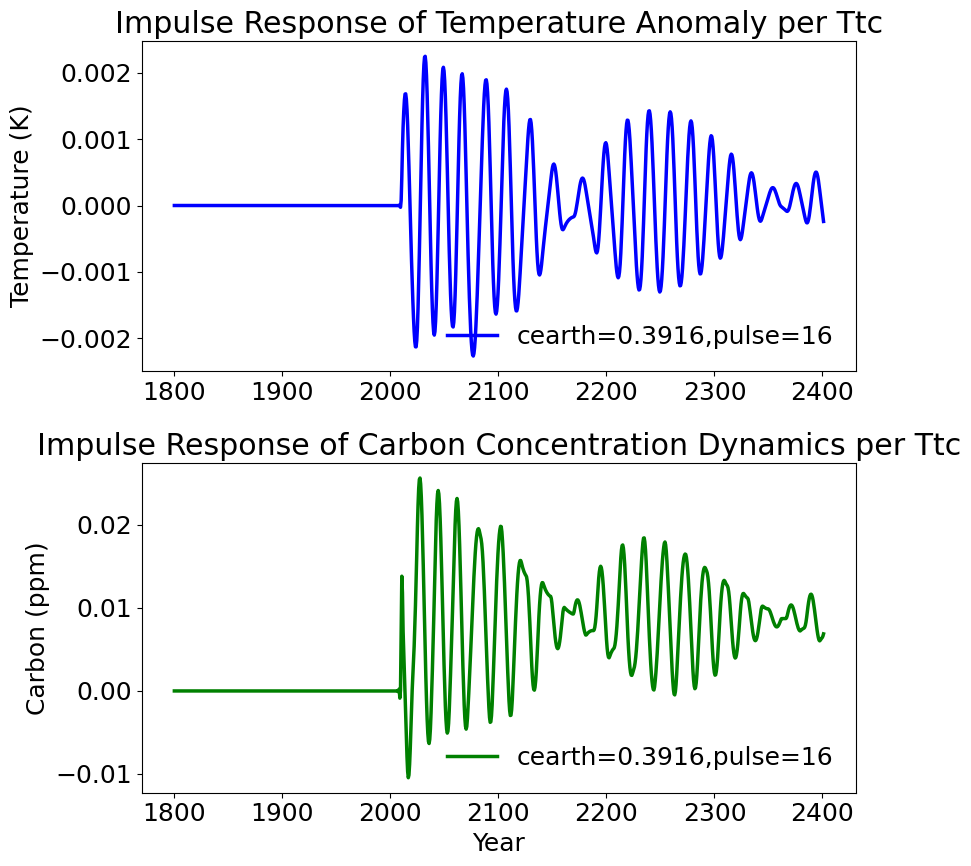 Impulse Response of Temperature Anomaly per Ttc
Temperature (K)
0.002
0.001
0.000
−0.001
−0.002
cearth=0.3916,pulse=16
1800 1900 2000 2100 2200 2300 2400
Impulse Response of Carbon Concentration Dynamics per Ttc
Carbon (ppm)
0.02
0.01
0.00
−0.01
cearth=0.3916,pulse=16
1800 1900 2000 2100 2200 2300 2400
Year